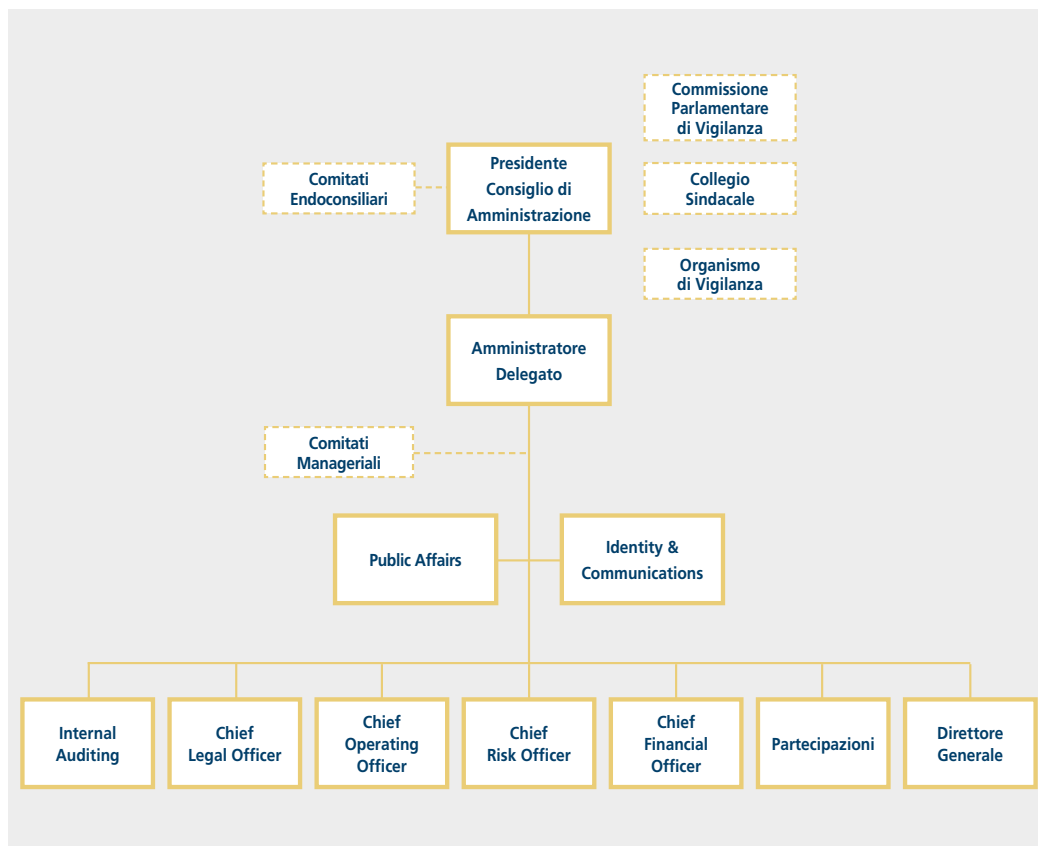 Commissione
Parlamentare
di Vigilanza
Presidente
Consiglio di
Amministrazione
Comitati
Endoconsiliari
Collegio
Sindacale
Organismo
di Vigilanza
Amministratore
Delegato
Comitati
Manageriali
Public Affairs
Identity &
Communications
Internal
Auditing
Chief
Legal Officer
Chief
Operating
Officer
Chief
Risk Officer
Chief
Financial
Officer
Partecipazioni
Direttore
Generale